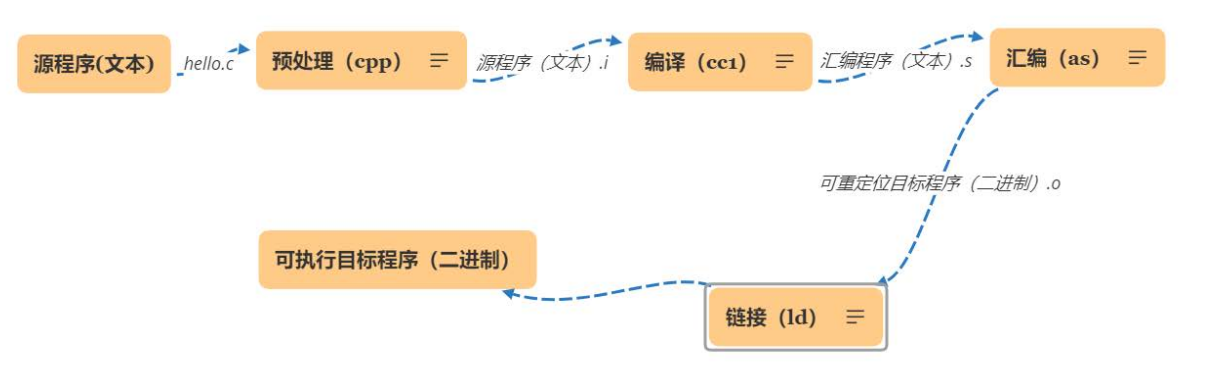 源程序(文本)
hello.c
预处理（cpp）
源程序（文本）.i
编译（cc1）
汇编程序（文本）.s
汇编（as）
可重定位目标程序（二进制）.o
可执行目标程序（二进制）
链接（ld）